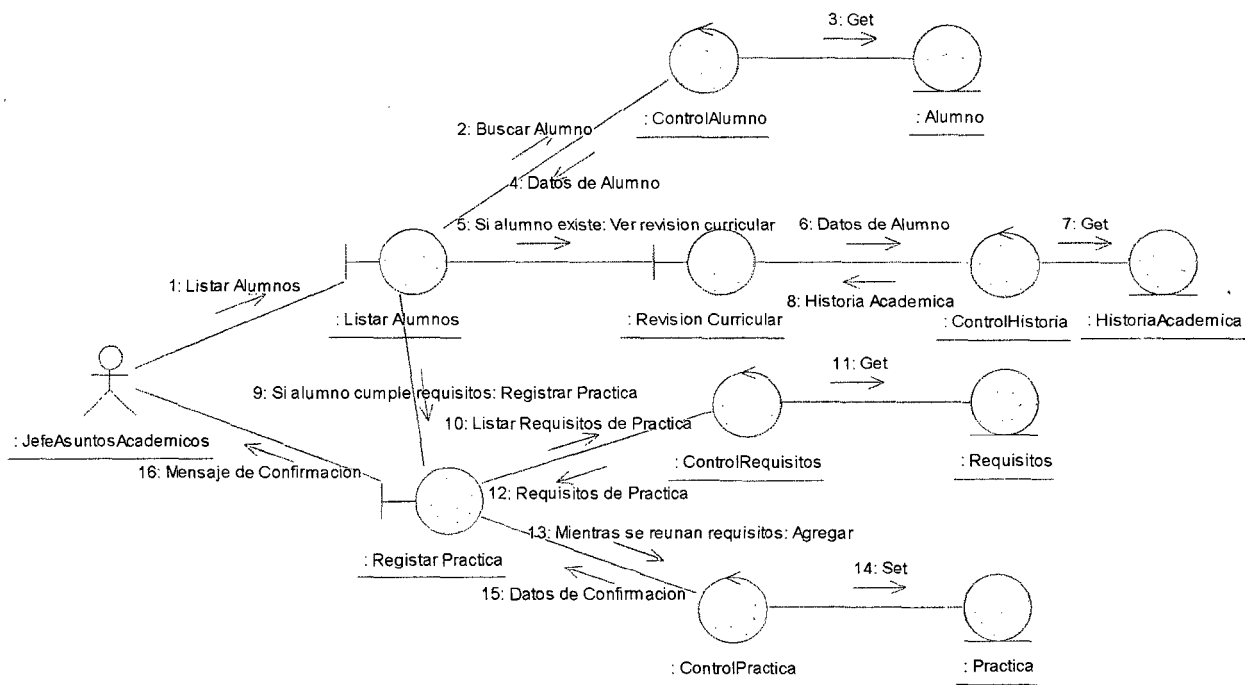 3: Get
: ControlAlumno
: Alumno
2: Buscar Alumno
4: Datos de Alumno
5: Si alumno existe: Ver revision curricular
6: Datos de Alumno
7: Get
1: Listar Alumnos
8: Historia Academica
: Listar Alumnos
: Revision Curricular
: ControlHistoria
: HistoriaAcademica
11: Get
9: Si alumno cumple requisitos: Registrar Practica
10: Listar Requisitos de Practica
: JefeAsuntosAcademicos
: ControlRequisitos
: Requisitos
16: Mensaje de Confirmacion
12: Requisitos de Practica
13: Mientras se reunan requisitos: Agregar
: Registar Practica
14: Set
15: Datos de Confirmacion
: ControlPractica
: Practica